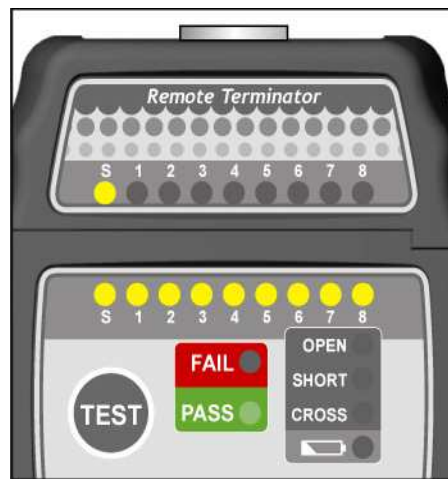 Remote Terminator
S 1 2 3 4 5 6 7 8
S 1 2 3 4 5 6 7 8
OPEN
FAIL
SHORT
PASS
CROSS
TEST